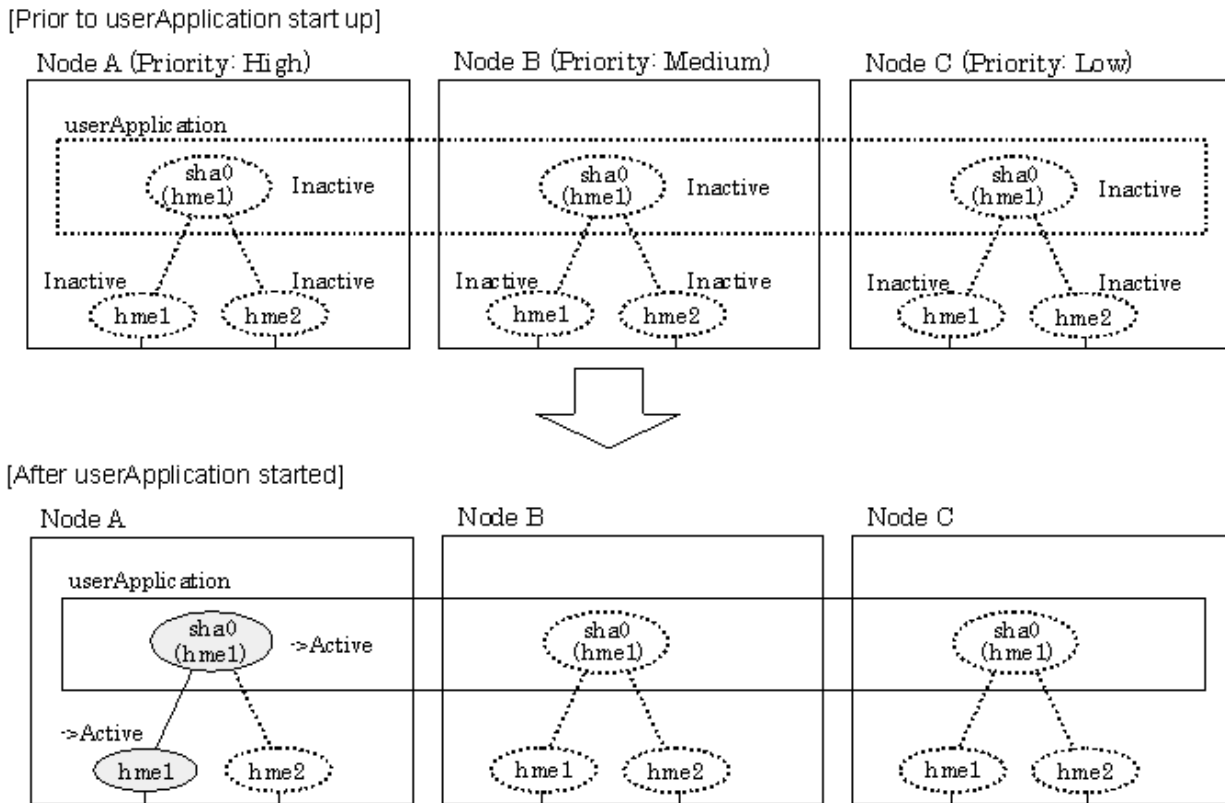 [Prior to userApplication start up]
Node A (Priority: High)
Node B (Priority: Medium)
Node C (Priority: Low)
userApplication
sha0
(hme1)
Inactive
sha0
(hme1)
Inactive
sha0
(hme1)
Inactive
Inactive
Inactive
Inactive
Inactive
Inactive
Inactive
hme1
hme2
hme1
hme2
hme1
hme2
[After userApplication started]
Node A
Node B
Node C
userApplication
sha0
(hme1)
->Active
sha0
(hme1)
sha0
(hme1)
->Active
hme1
hme2
hme1
hme2
hme1
hme2